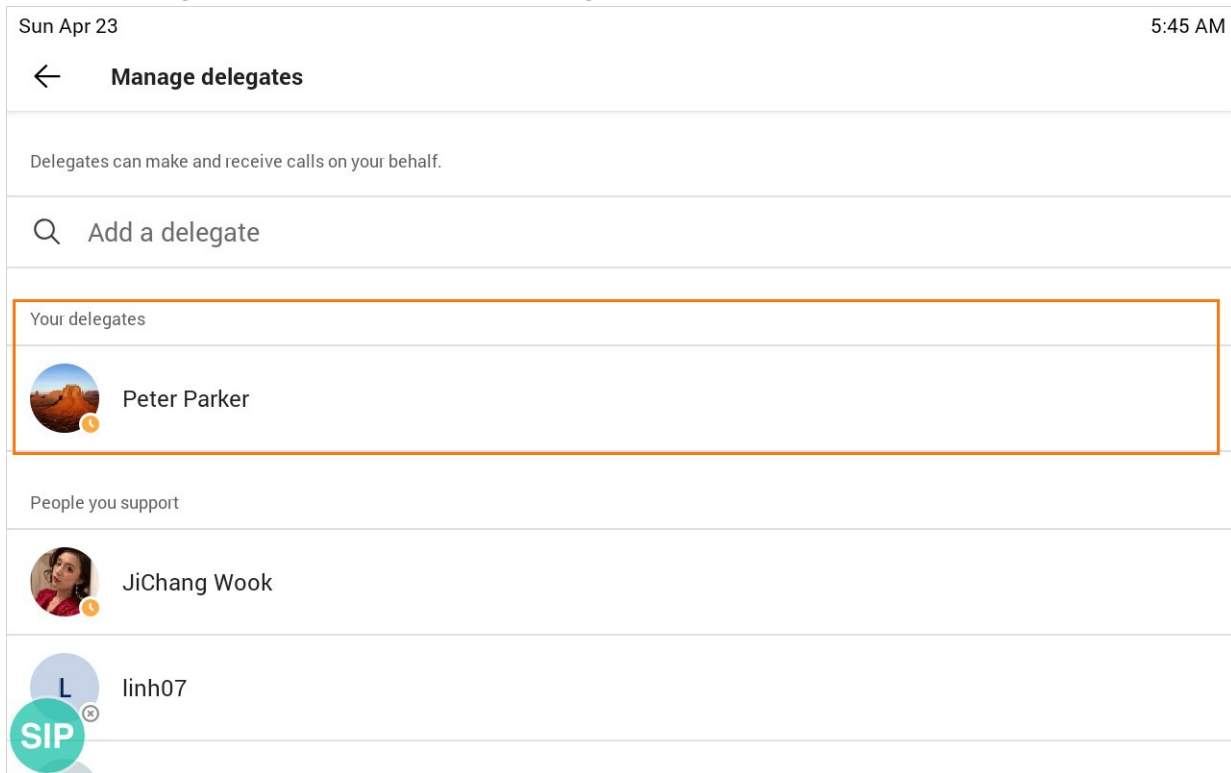 Sun Apr 23 5:45 AM
Manage delegates
Delegates can make and receive calls on your behalf.
Add a delegate
Your delegates
Peter Parker
People you support
JiChang Wook
L linh07
SIP